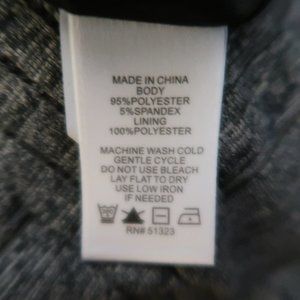 MADE IN CHINA
BODY
95%POLYESTER
5%SPANDEX
LINING
100%POLYESTER
MACHINE WASH COLD
GENTLE CYCLE
DO NOT USE BLEACH
LAY FLAT TO DRY
USE LOW IRON
IF NEEDED
RN# 51323